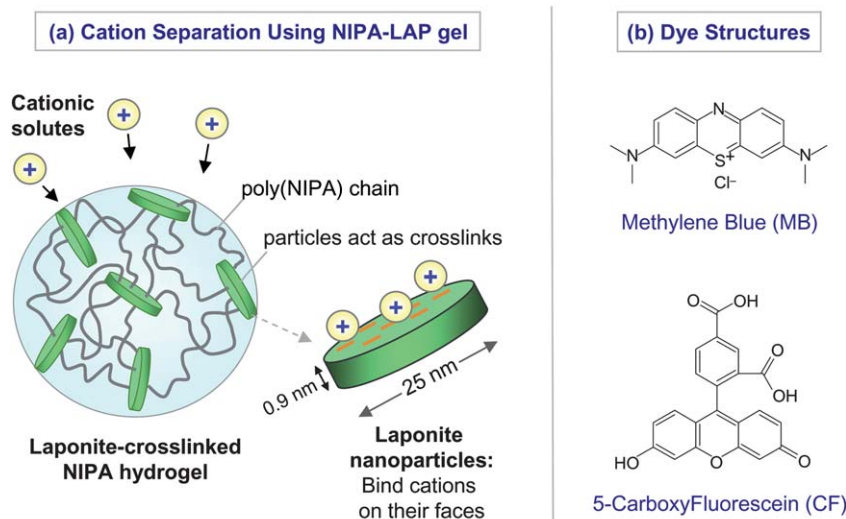 (a) Cation Separation Using NIPA-LAP gel
Cationic
solutes
+
+
+
poly(NIPA) chain
particles act as crosslinks
+
+
+
0.9 nm
25 nm
Laponite-crosslinked
NIPA hydrogel
Laponite
nanoparticles:
Bind cations
on their faces
(b) Dye Structures
N
N
S+
N
Cl−
Methylene Blue (MB)
O
OH
O
OH
HO
O
O
5-CarboxyFluorescein (CF)